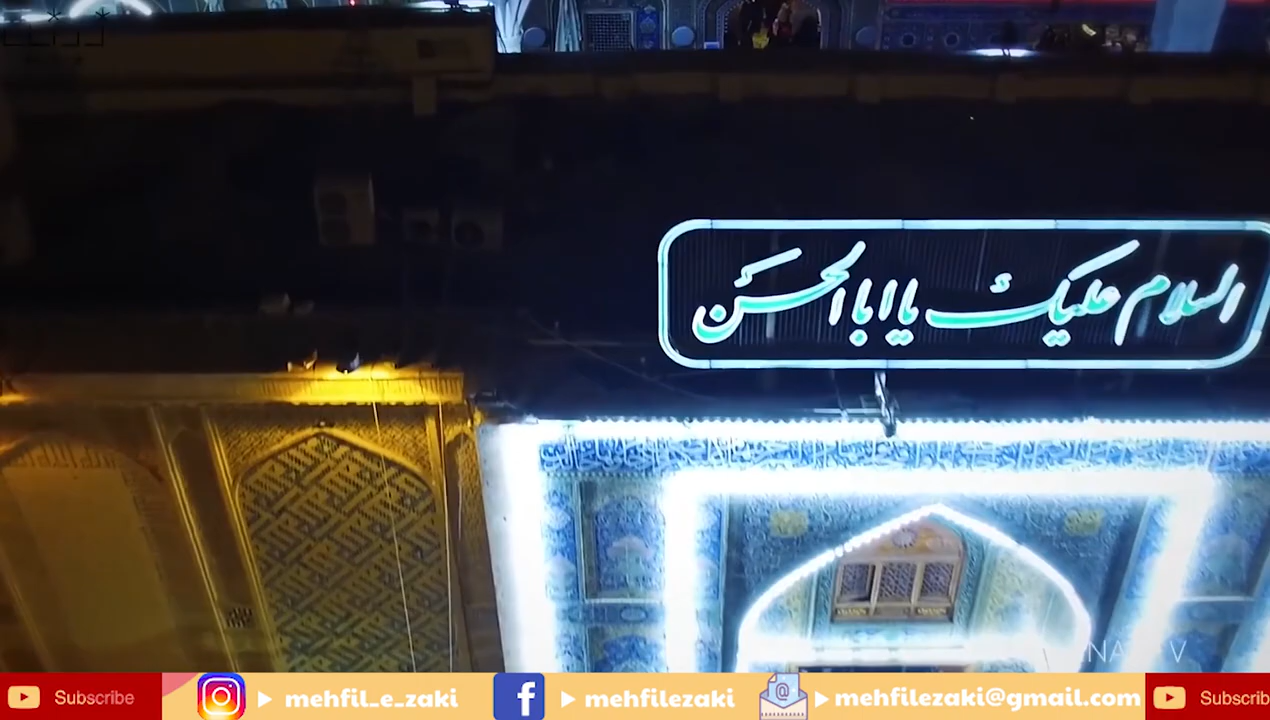 السلام علیک یا ابا الحسن
Subscribe
mehfil_e_zaki
mehfilezaki
mehfilezaki@gmail.com
Subscrib